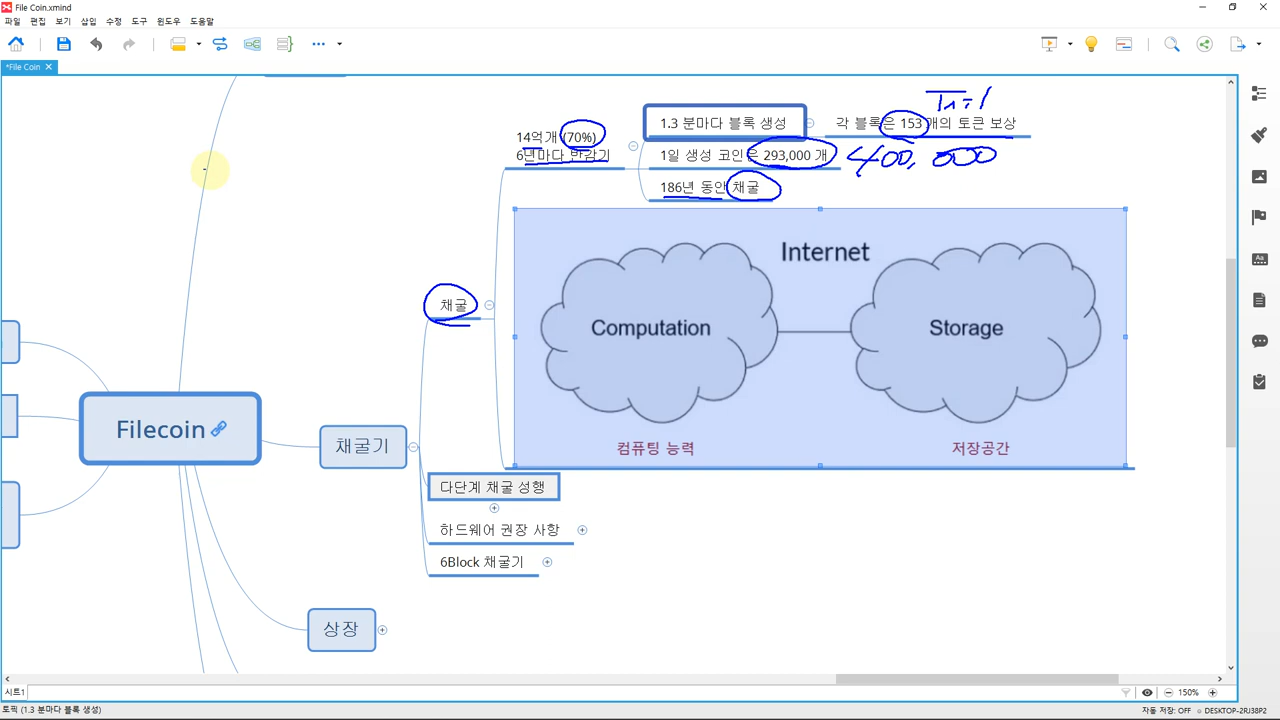 File Coin.xmind
파일 편집 보기 삽입 수정 도구 윈도우 도움말
*File Coin
14억개 (70%)
6년마다 반감기
1.3 분마다 블록 생성
각 블록은 153 개의 토큰 보상
1일 생성 코인은 293,000 개
400,000
186년 동안 채굴
Internet
Computation
Storage
컴퓨팅 능력
저장공간
채굴
Filecoin
채굴기
다단계 채굴 성행
하드웨어 권장 사항
6Block 채굴기
상장
시트1
150%
토픽 (1.3 분마다 블록 생성)
자동 저장: OFF
DESKTOP-2RJ38P2